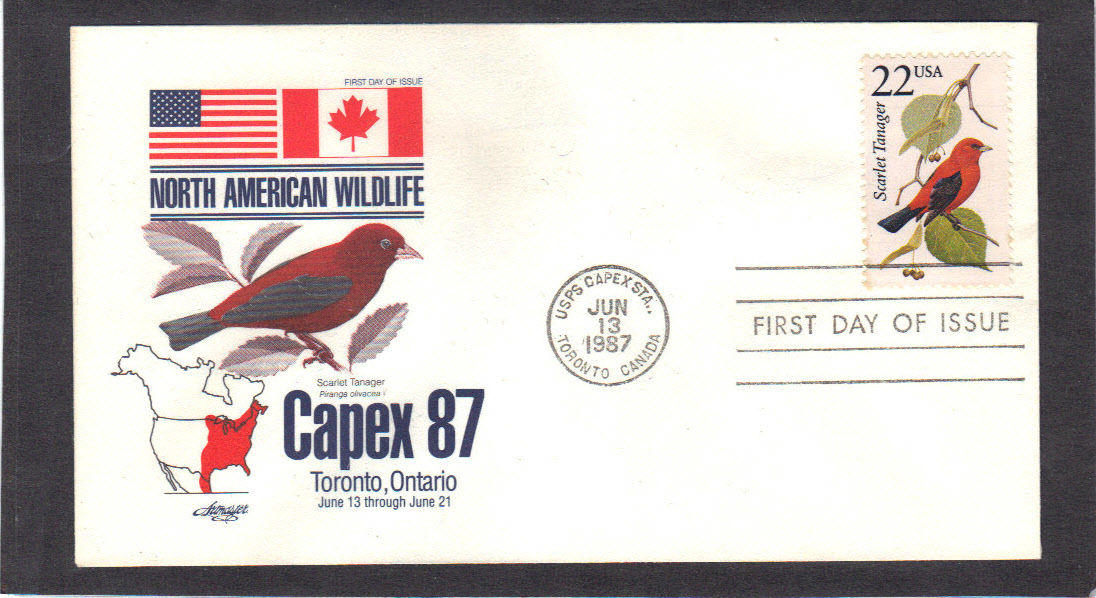 FIRST DAY OF ISSUE
NORTH AMERICAN WILDLIFE
Scarlet Tanager
Piranga olivacea
Capex 87
Toronto, Ontario
June 13 through June 21
Artmaster
USPS CAPEX STA..
JUN
13
1987
TORONTO CANADA
22 USA
Scarlet Tanager
FIRST DAY OF ISSUE